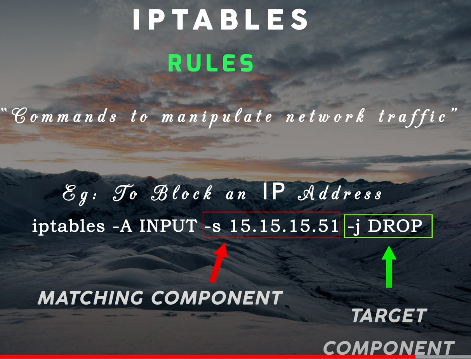 IPTABLES
RULES
"Commands to manipulate network traffic"
Eg: To Block an IP Address
iptables -A INPUT -s 15.15.15.51 -j DROP
MATCHING COMPONENT
TARGET
COMPONENT